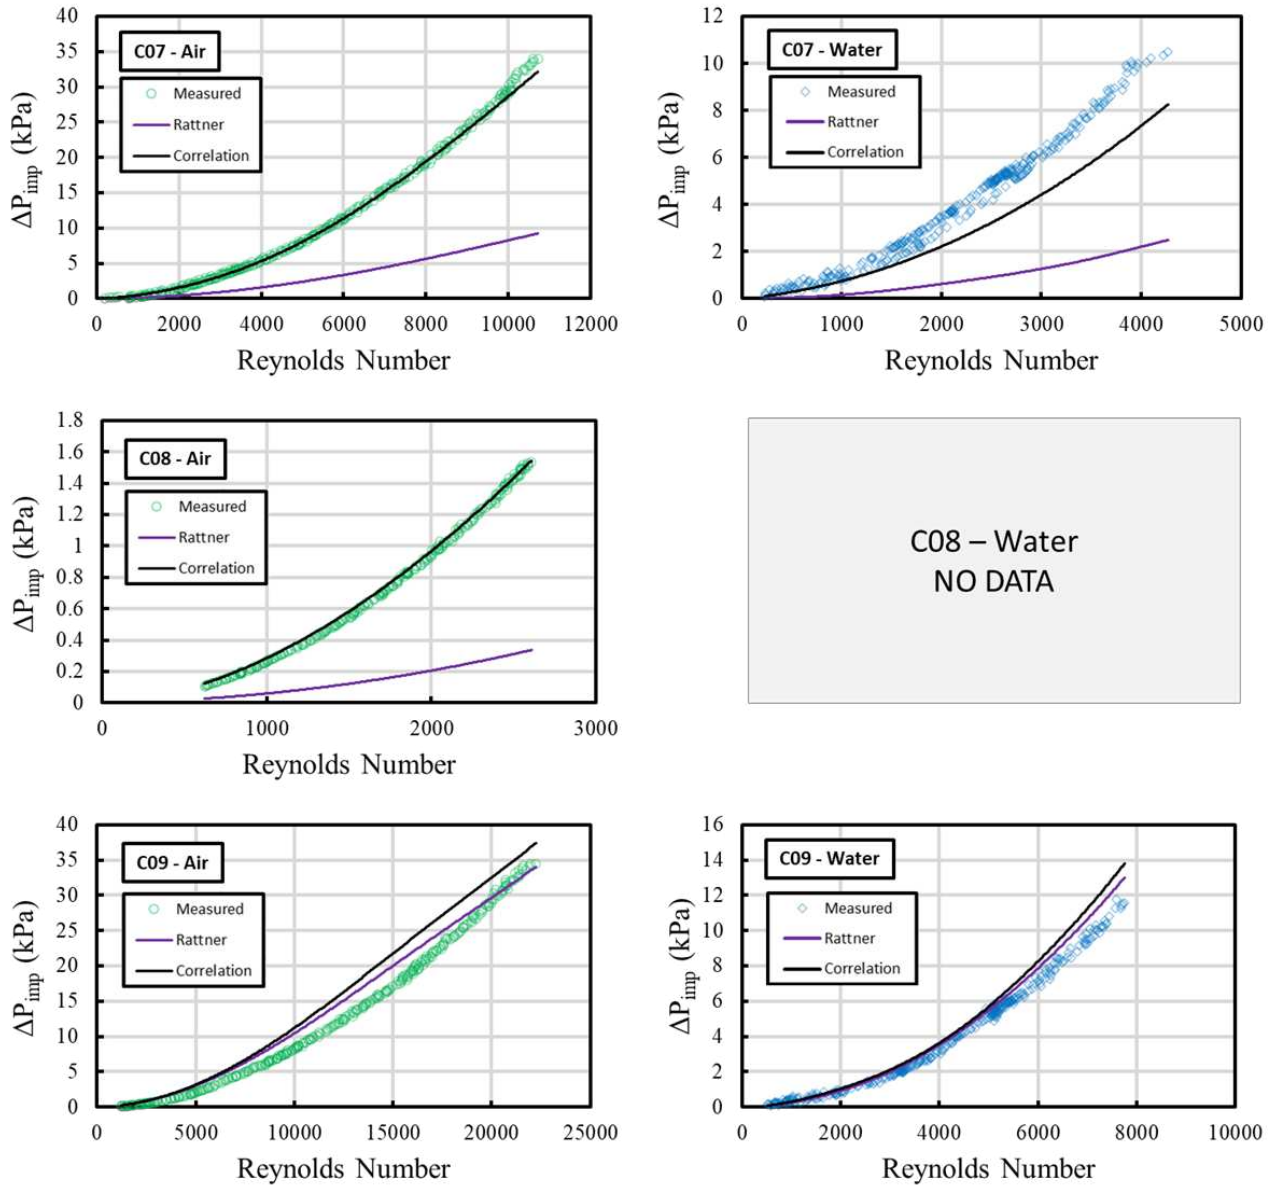 C07 - Air
Measured
Rattner
Correlation
ΔPimp (kPa)
40
35
30
25
20
15
10
5
0
0 2000 4000 6000 8000 10000 12000
Reynolds Number
C07 - Water
Measured
Rattner
Correlation
ΔPimp (kPa)
12
10
8
6
4
2
0
0 1000 2000 3000 4000 5000
Reynolds Number
C08 - Air
Measured
Rattner
Correlation
ΔPimp (kPa)
1.8
1.6
1.4
1.2
1
0.8
0.6
0.4
0.2
0
0 1000 2000 3000
Reynolds Number
C08 – Water
NO DATA
C09 - Air
Measured
Rattner
Correlation
ΔPimp (kPa)
40
35
30
25
20
15
10
5
0
0 5000 10000 15000 20000 25000
Reynolds Number
C09 - Water
Measured
Rattner
Correlation
ΔPimp (kPa)
16
14
12
10
8
6
4
2
0
0 2000 4000 6000 8000 10000
Reynolds Number